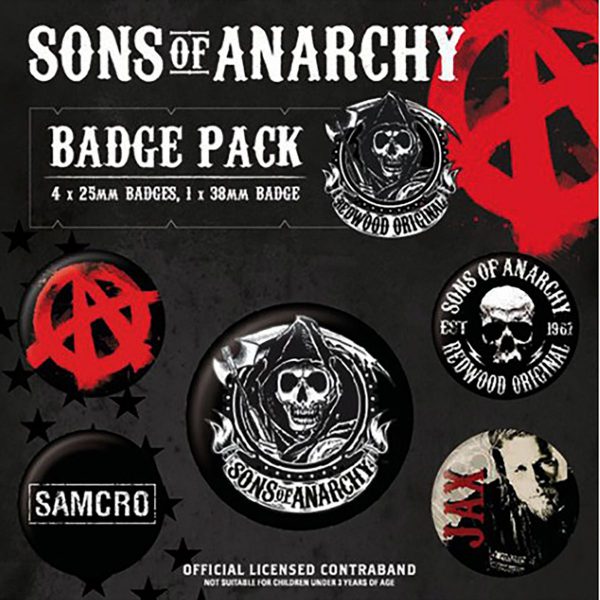 SONS OF ANARCHY
BADGE PACK
4 x 25MM BADGES, 1 x 38MM BADGE
REDWOOD ORIGINAL
SONS OF ANARCHY
EST 1967
REDWOOD ORIGINAL
SONS OF ANARCHY
SAMCRO
JAX
OFFICIAL LICENSED CONTRABAND
NOT SUITABLE FOR CHILDREN UNDER 3 YEARS OF AGE